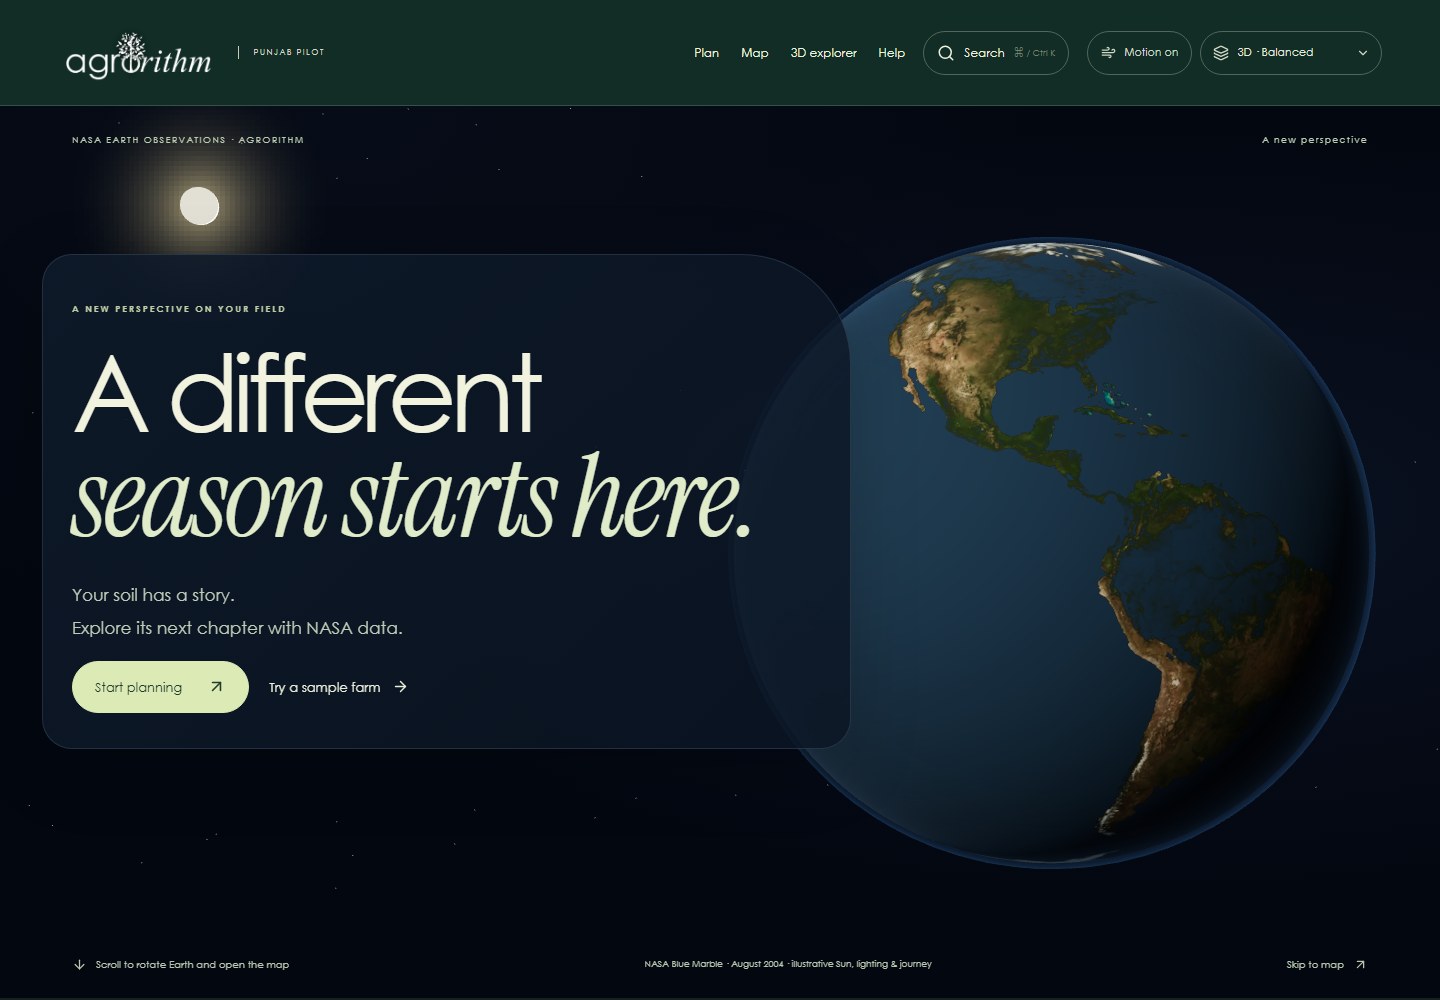 agrorithm
PUNJAB PILOT
Plan
Map
3D explorer
Help
Search ⌘ / Ctrl K
Motion on
3D · Balanced
NASA EARTH OBSERVATIONS · AGRORITHM
A new perspective
A NEW PERSPECTIVE ON YOUR FIELD
A different
season starts here.
Your soil has a story.
Explore its next chapter with NASA data.
Start planning
Try a sample farm
Scroll to rotate Earth and open the map
NASA Blue Marble · August 2004 · illustrative Sun, lighting & journey
Skip to map